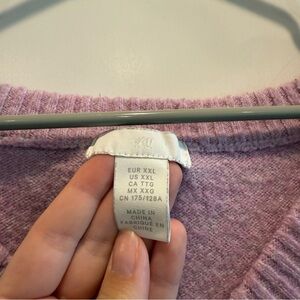 EUR XXL
US XXL
CA TTG
MX XXG
CN 175/128A
MADE IN
CHINA
FABRIQUÉ EN
CHINE